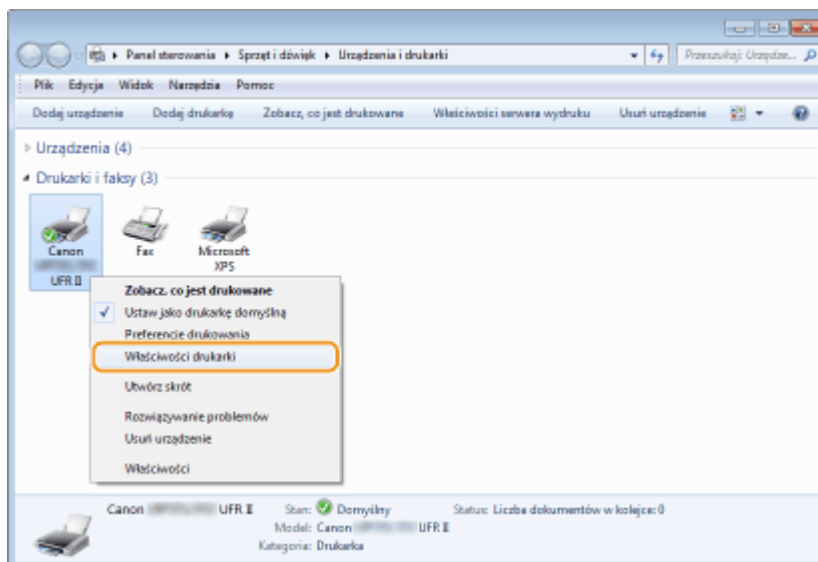 Panel sterowania Sprzęt i dźwięk Urządzenia i drukarki Przeszukaj: Urządze...
Plik Edycja Widok Narzędzia Pomoc
Dodaj urządzenie Dodaj drukarkę Zobacz, co jest drukowane Właściwości serwera wydruku Usuń urządzenie
Urządzenia (4)
Drukarki i faksy (3)
Canon
UFR II
Fax
Microsoft
XPS
Zobacz, co jest drukowane
Ustaw jako drukarkę domyślną
Preferencje drukowania
Właściwości drukarki
Utwórz skrót
Rozwiązywanie problemów
Usuń urządzenie
Właściwości
Canon UFR II Stan: Domyślny Status: Liczba dokumentów w kolejce: 0
Model: Canon UFR II
Kategoria: Drukarka